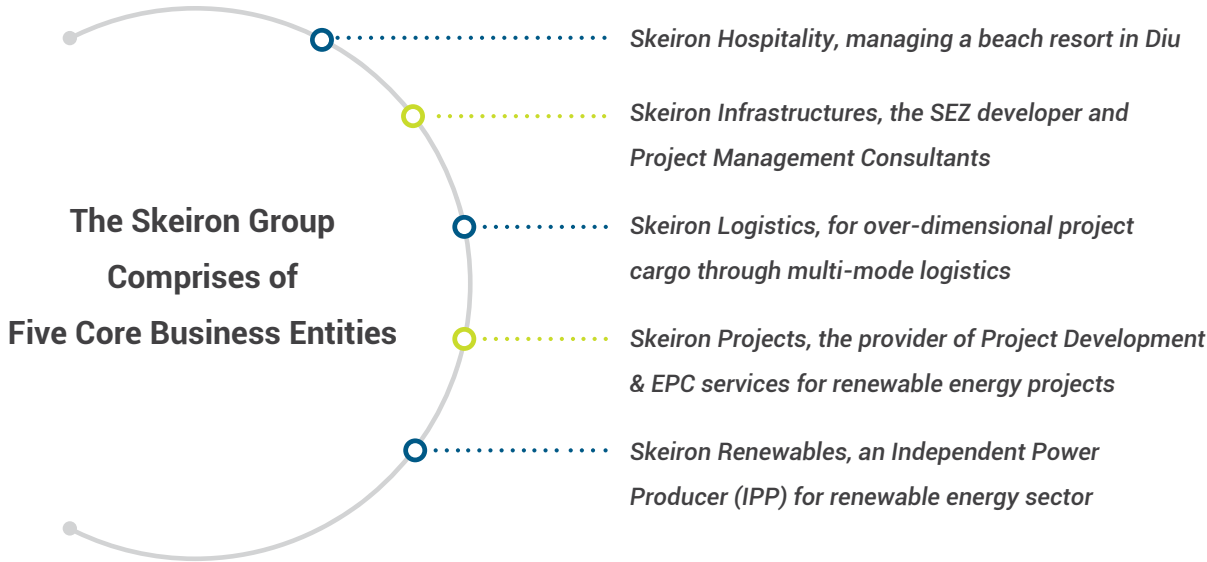 The Skeiron Group
Comprises of
Five Core Business Entities
Skeiron Hospitality, managing a beach resort in Diu
Skeiron Infrastructures, the SEZ developer and
Project Management Consultants
Skeiron Logistics, for over-dimensional project
cargo through multi-mode logistics
Skeiron Projects, the provider of Project Development
& EPC services for renewable energy projects
Skeiron Renewables, an Independent Power
Producer (IPP) for renewable energy sector